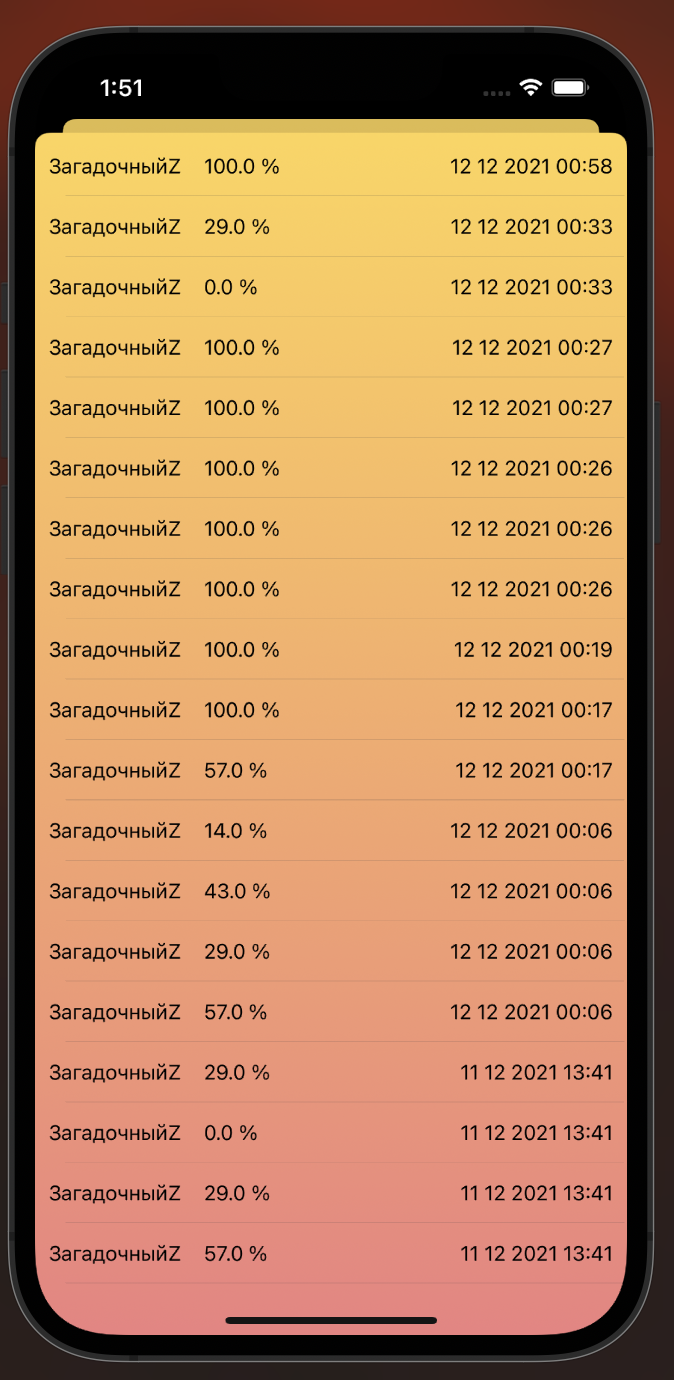 1:51
ЗагадочныйZ 100.0 % 12 12 2021 00:58
ЗагадочныйZ 29.0 % 12 12 2021 00:33
ЗагадочныйZ 0.0 % 12 12 2021 00:33
ЗагадочныйZ 100.0 % 12 12 2021 00:27
ЗагадочныйZ 100.0 % 12 12 2021 00:27
ЗагадочныйZ 100.0 % 12 12 2021 00:26
ЗагадочныйZ 100.0 % 12 12 2021 00:26
ЗагадочныйZ 100.0 % 12 12 2021 00:26
ЗагадочныйZ 100.0 % 12 12 2021 00:19
ЗагадочныйZ 100.0 % 12 12 2021 00:17
ЗагадочныйZ 57.0 % 12 12 2021 00:17
ЗагадочныйZ 14.0 % 12 12 2021 00:06
ЗагадочныйZ 43.0 % 12 12 2021 00:06
ЗагадочныйZ 29.0 % 12 12 2021 00:06
ЗагадочныйZ 57.0 % 12 12 2021 00:06
ЗагадочныйZ 29.0 % 11 12 2021 13:41
ЗагадочныйZ 0.0 % 11 12 2021 13:41
ЗагадочныйZ 29.0 % 11 12 2021 13:41
ЗагадочныйZ 57.0 % 11 12 2021 13:41